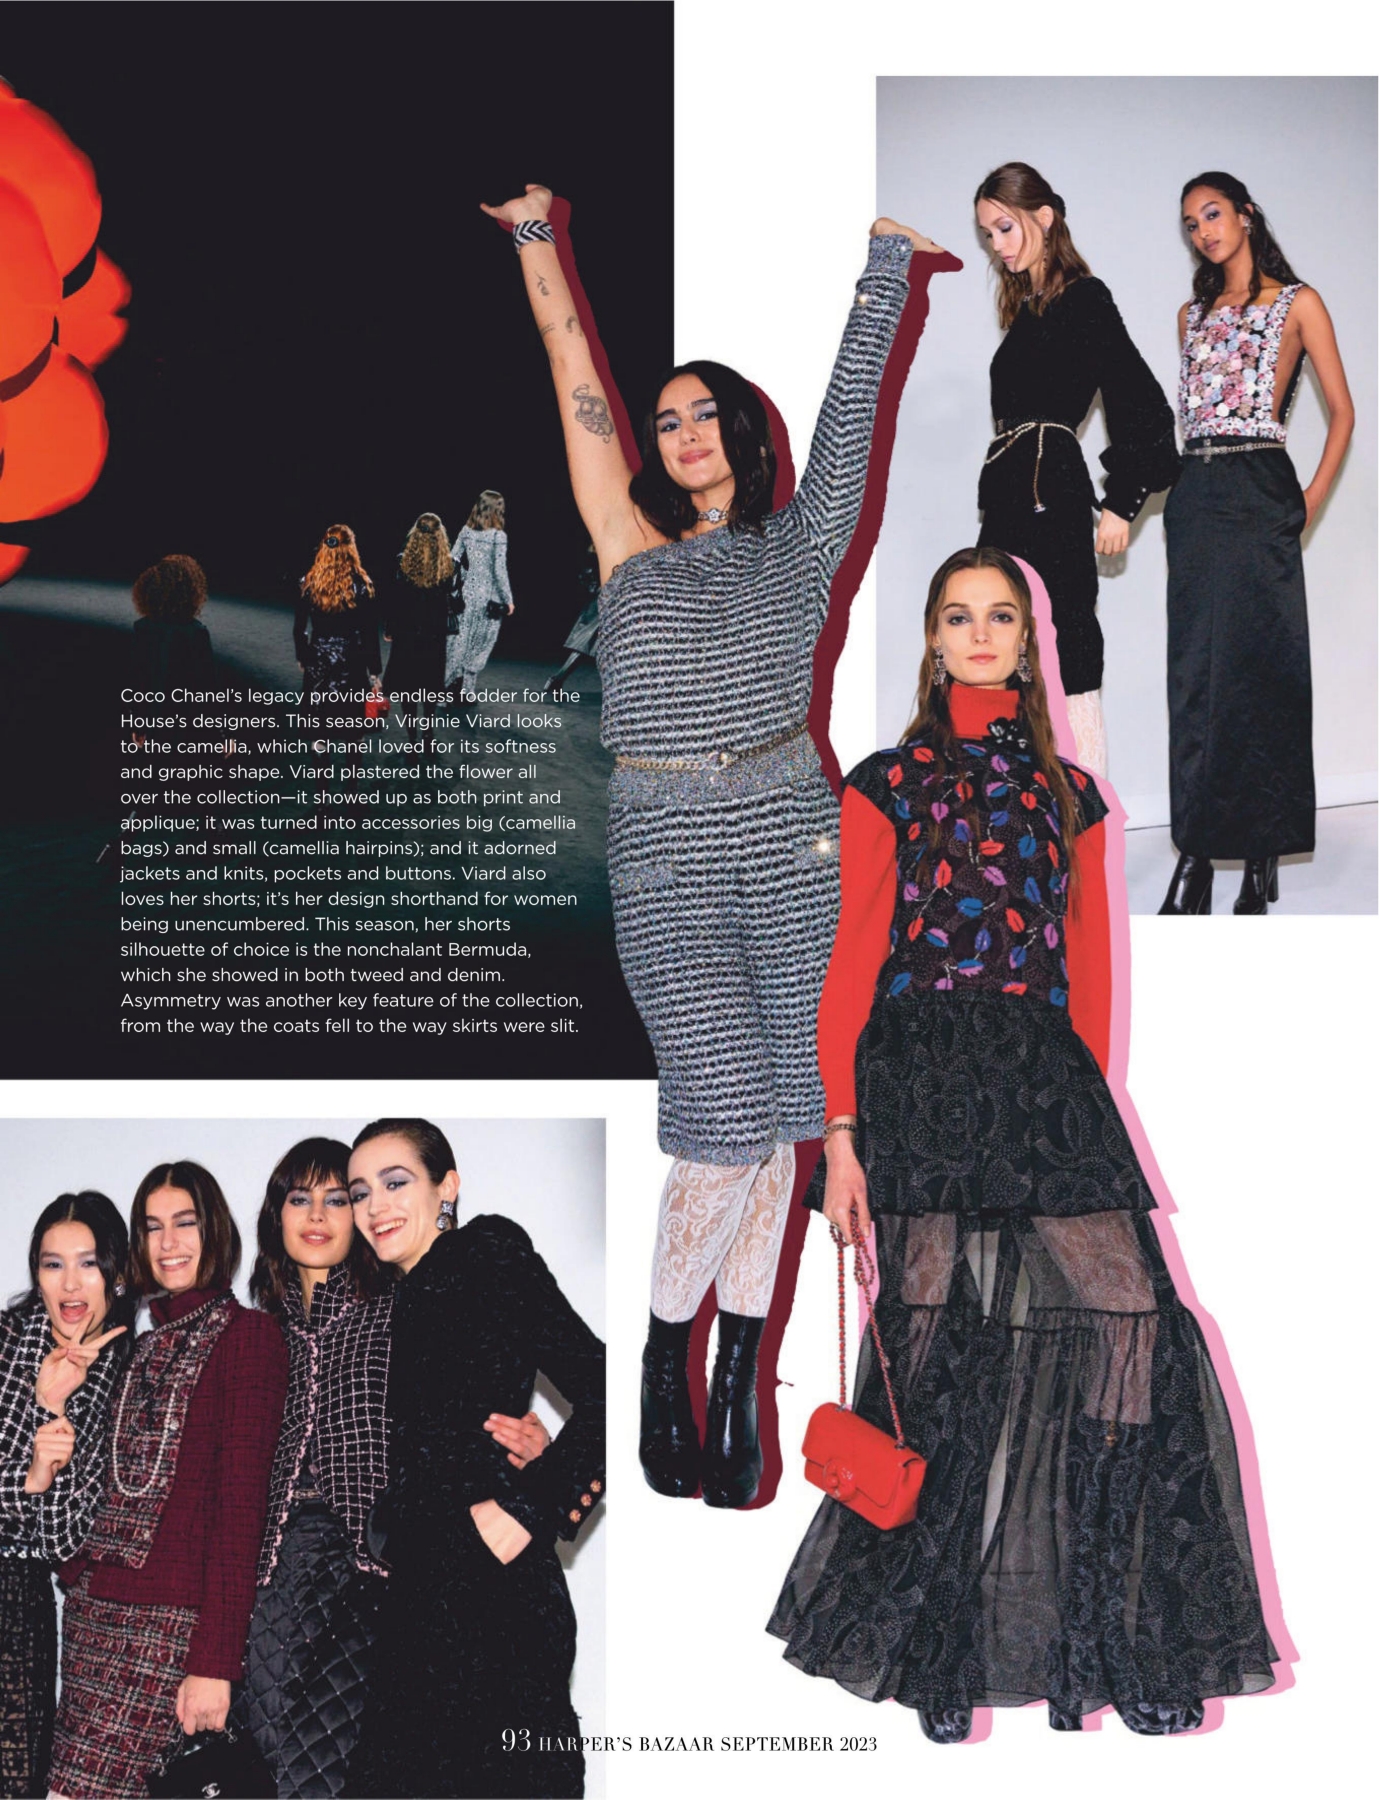 Coco Chanel's legacy provides endless fodder for the
House's designers. This season, Virginie Viard looks
to the camellia, which Chanel loved for its softness
and graphic shape. Viard plastered the flower all
over the collection—it showed up as both print and
applique; it was turned into accessories big (camellia
bags) and small (camellia hairpins); and it adorned
jackets and knits, pockets and buttons. Viard also
loves her shorts; it's her design shorthand for women
being unencumbered. This season, her shorts
silhouette of choice is the nonchalant Bermuda,
which she showed in both tweed and denim.
Asymmetry was another key feature of the collection,
from the way the coats fell to the way skirts were slit.
93 HARPER'S BAZAAR SEPTEMBER 2023